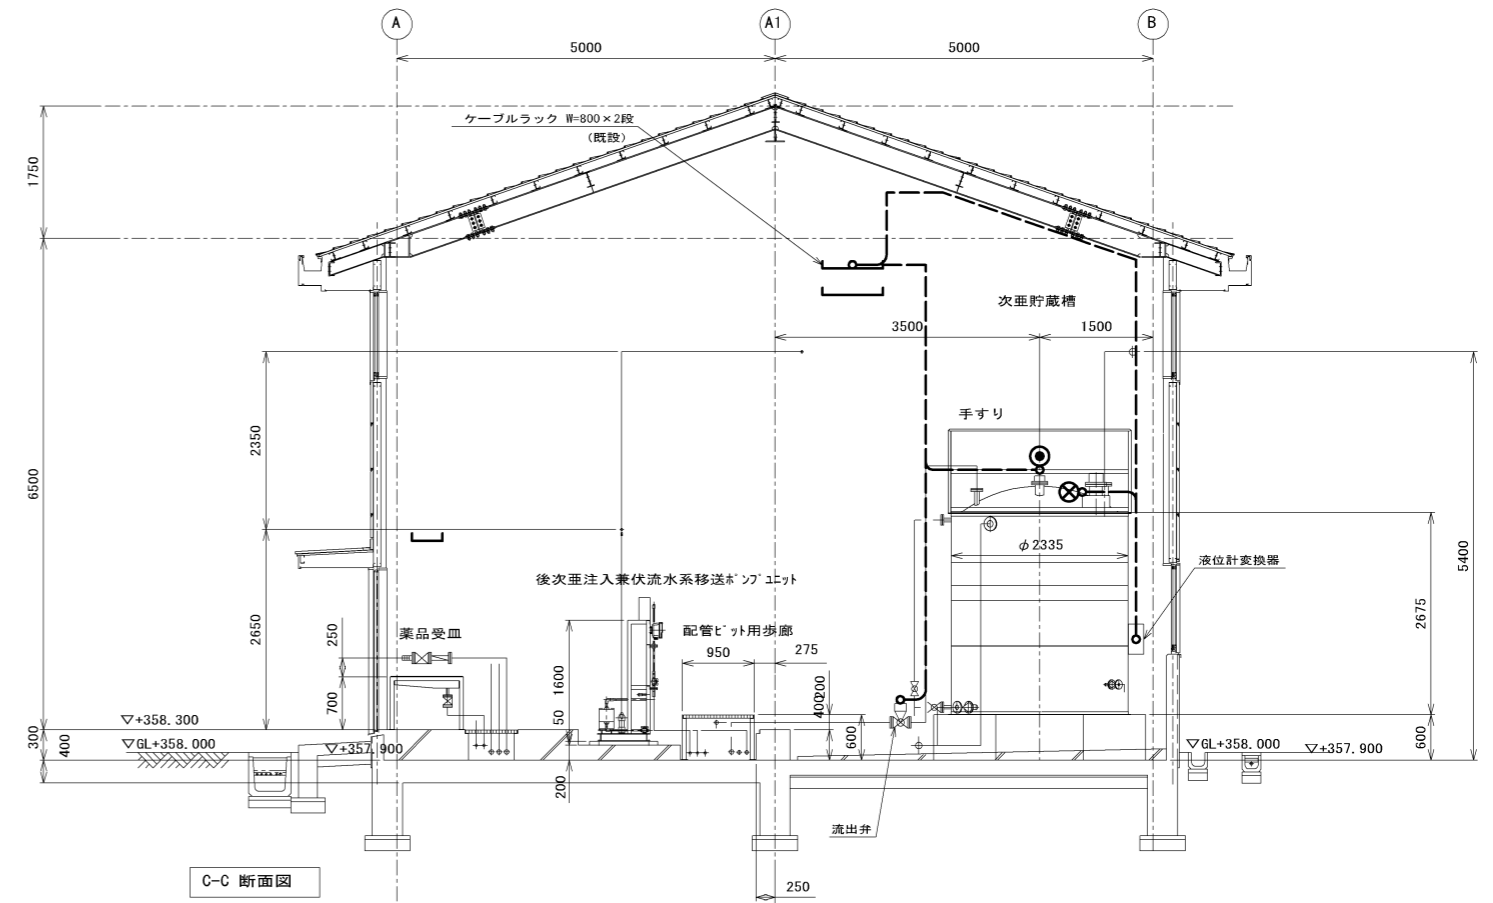 A
A1
B
5000
5000
ケーブルラック W=800×2段
(既設)
1750
次亜貯蔵槽
3500
1500
手すり
2350
6500
φ2335
液位計変換器
5400
後次亜注入兼伏流水系移送ポンプユニット
2675
2650
250
薬品受皿
配管ピット用歩廊
950
275
1600
700
200
400
50
600
600
▽+358.300
300
400
▽GL+358.000
▽+357.900
▽GL+358.000
▽+357.900
200
流出弁
C-C 断面図
250